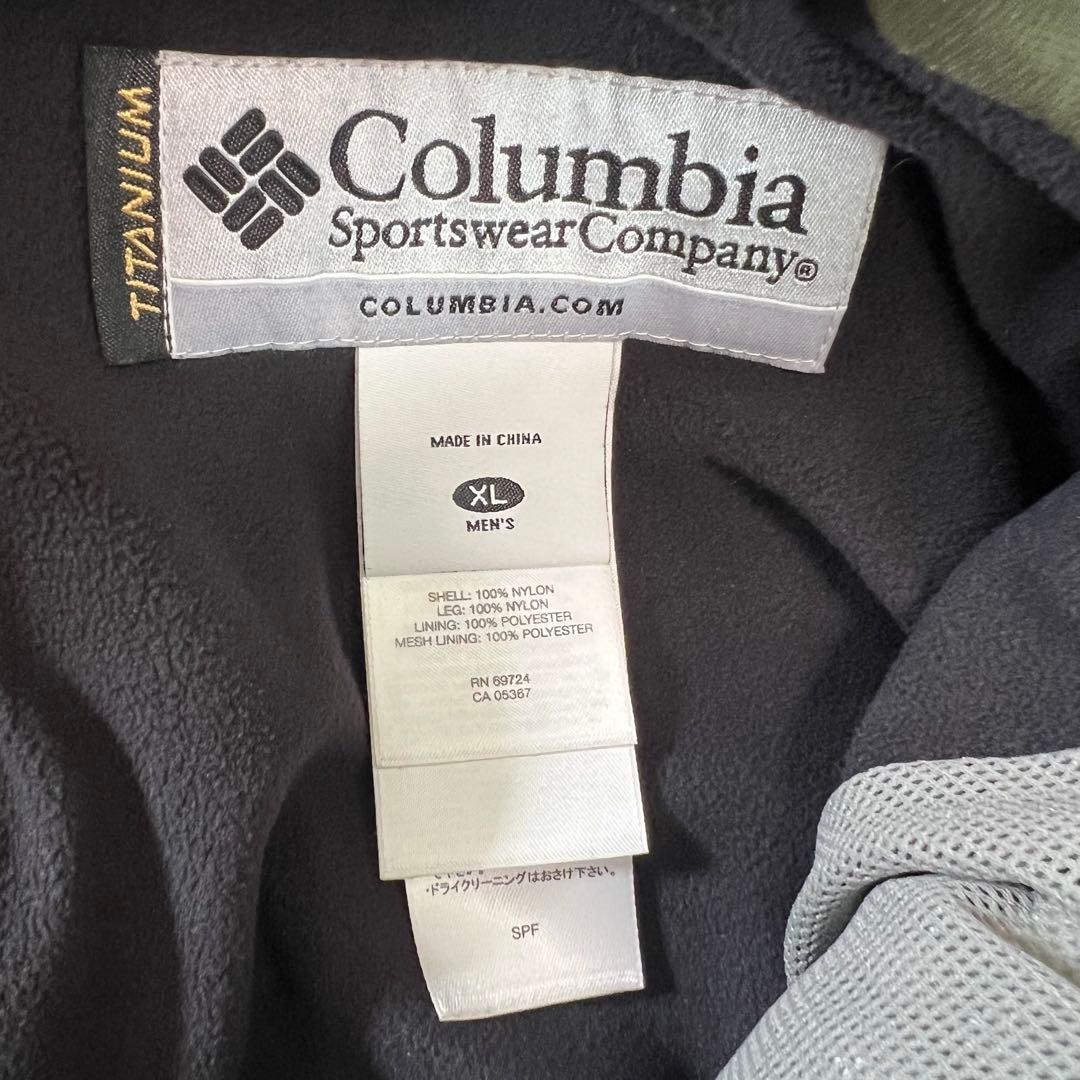 TITANIUM
Columbia
Sportswear Company®
COLUMBIA.COM
MADE IN CHINA
XL
MEN'S
SHELL: 100% NYLON
LEG: 100% NYLON
LINING: 100% POLYESTER
MESH LINING: 100% POLYESTER
RN 69724
CA 05367
・ドライクリーニングはおさけ下さい。
SPF